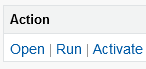 Action
Open | Run | Activate